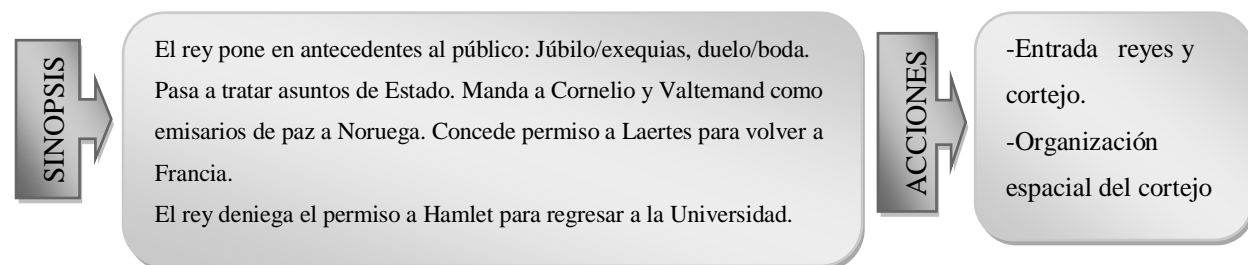 SINOPSIS
El rey pone en antecedentes al público: Júbilo/exequias, duelo/boda.
Pasa a tratar asuntos de Estado. Manda a Cornelio y Valtemand como
emisarios de paz a Noruega. Concede permiso a Laertes para volver a
Francia.
El rey deniega el permiso a Hamlet para regresar a la Universidad.
ACCIONES
-Entrada reyes y
cortejo.
-Organización
espacial del cortejo